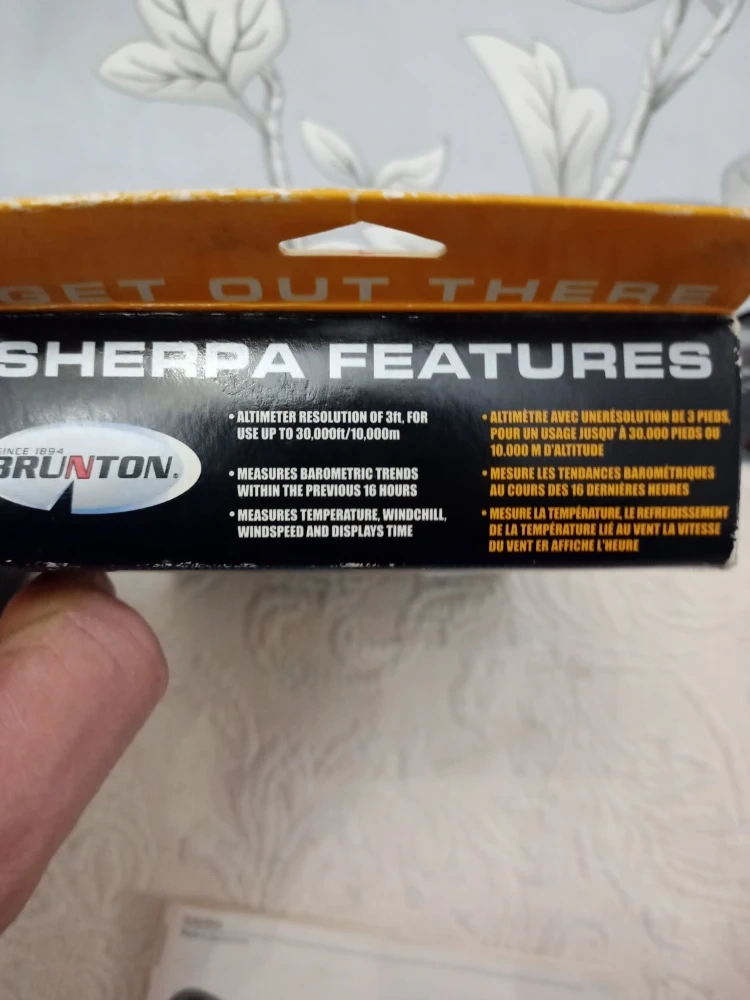 GET OUT THERE
SHERPA FEATURES
SINCE 1894
BRUNTON.
• ALTIMETER RESOLUTION OF 3ft, FOR
USE UP TO 30,000ft/10,000m
• MEASURES BAROMETRIC TRENDS
WITHIN THE PREVIOUS 16 HOURS
• MEASURES TEMPERATURE, WINDCHILL,
WINDSPEED AND DISPLAYS TIME
• ALTIMÈTRE AVEC UNERÉSOLUTION DE 3 PIEDS,
POUR UN USAGE JUSQU' À 30.000 PIEDS OU
10.000 M D'ALTITUDE
• MESURE LES TENDANCES BAROMÉTRIQUES
AU COURS DES 16 DERNIÈRES HEURES
• MESURE LA TEMPÉRATURE, LE REFREIDISSEMENT
DE LA TEMPÉRATURE LIÉ AU VENT LA VITESSE
DU VENT ER AFFICHE L'HEURE